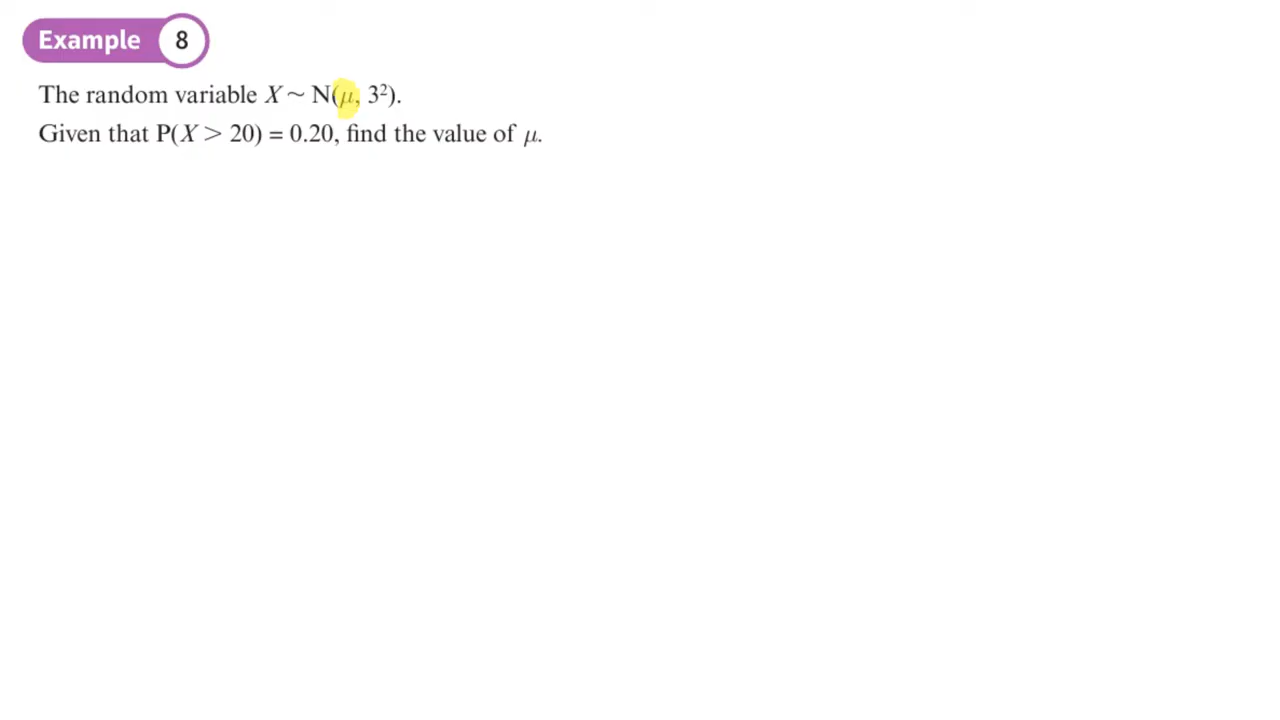 Example 8
The random variable X ~ N(μ, 3²).
Given that P(X > 20) = 0.20, find the value of μ.